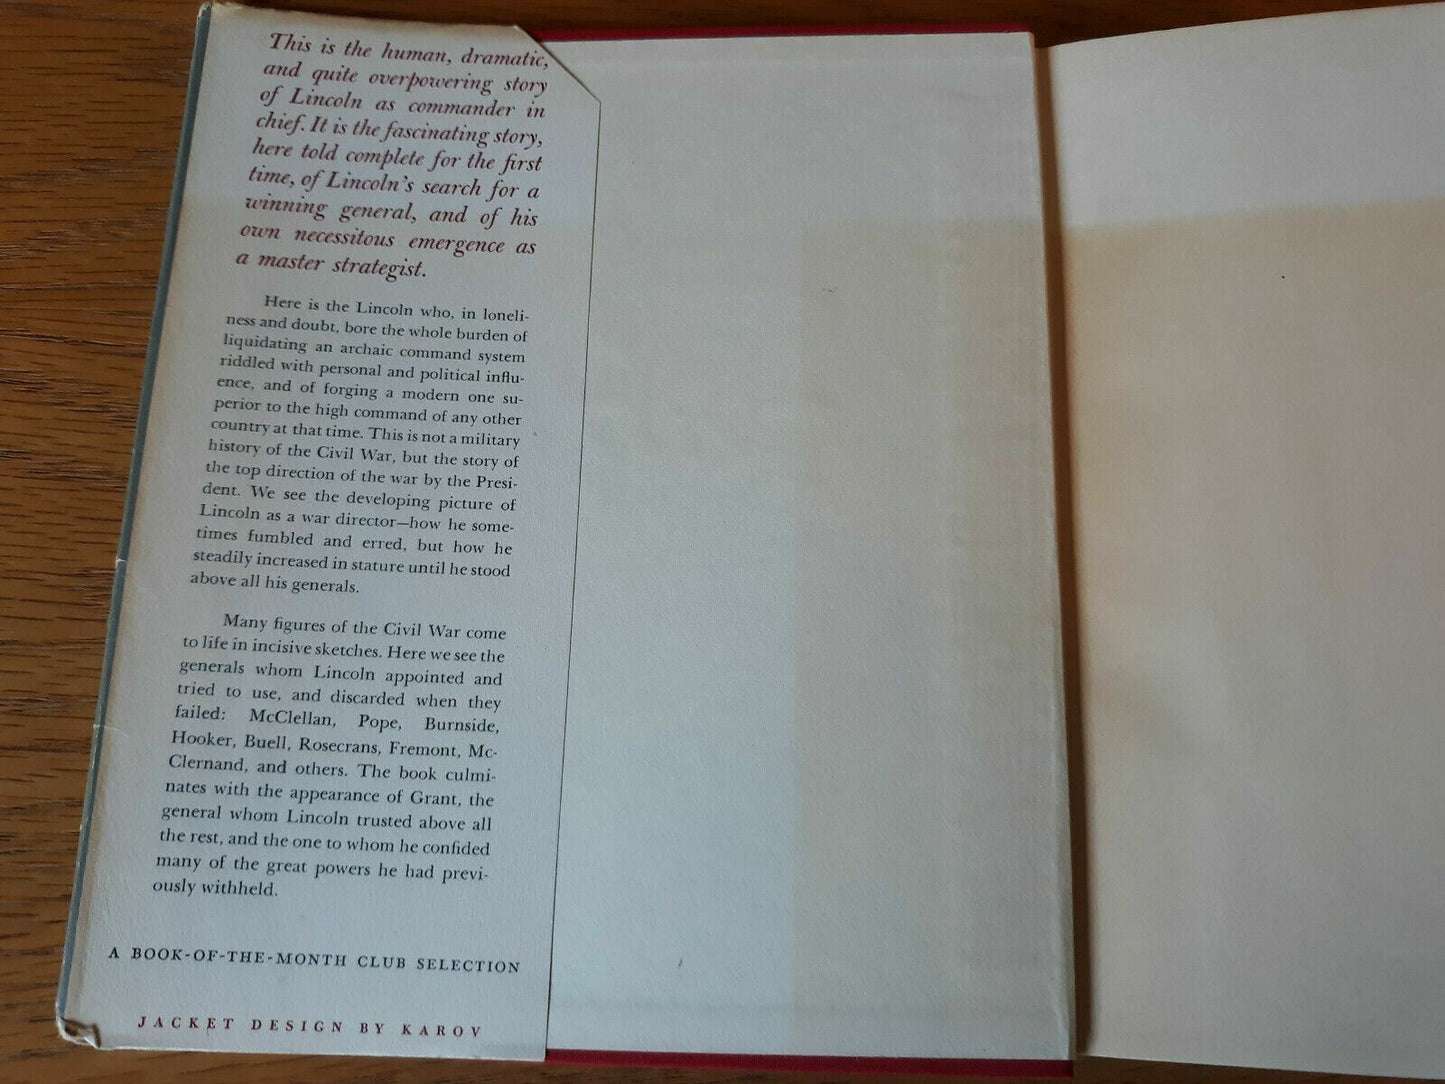 This is the human, dramatic,
and quite overpowering story
of Lincoln as commander in
chief. It is the fascinating story,
here told complete for the first
time, of Lincoln's search for a
winning general, and of his
own necessitous emergence as
a master strategist.
Here is the Lincoln who, in loneli-
ness and doubt, bore the whole burden of
liquidating an archaic command system
riddled with personal and political influ-
ence, and of forging a modern one su-
perior to the high command of any other
country at that time. This is not a military
history of the Civil War, but the story of
the top direction of the war by the Presi-
dent. We see the developing picture of
Lincoln as a war director—how he some-
times fumbled and erred, but how he
steadily increased in stature until he stood
above all his generals.
Many figures of the Civil War come
to life in incisive sketches. Here we see the
generals whom Lincoln appointed and
tried to use, and discarded when they
failed: McClellan, Pope, Burnside,
Hooker, Buell, Rosecrans, Fremont, Mc-
Clernand, and others. The book culmi-
nates with the appearance of Grant, the
general whom Lincoln trusted above all
the rest, and the one to whom he confided
many of the great powers he had previ-
ously withheld.
A BOOK-OF-THE-MONTH CLUB SELECTION
JACKET DESIGN BY KAROV